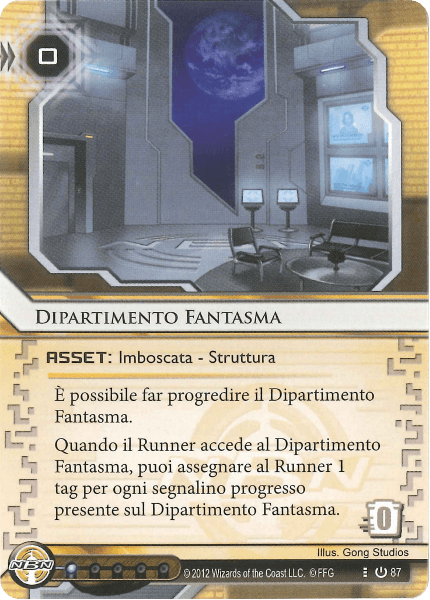 0
DIPARTIMENTO FANTASMA
ASSET: Imboscata - Struttura
È possibile far progredire il Dipartimento
Fantasma.
Quando il Runner accede al Dipartimento
Fantasma, puoi assegnare al Runner 1
tag per ogni segnalino progresso
presente sul Dipartimento Fantasma.
0
Illus. Gong Studios
NBN
© 2012 Wizards of the Coast LLC. © FFG
87